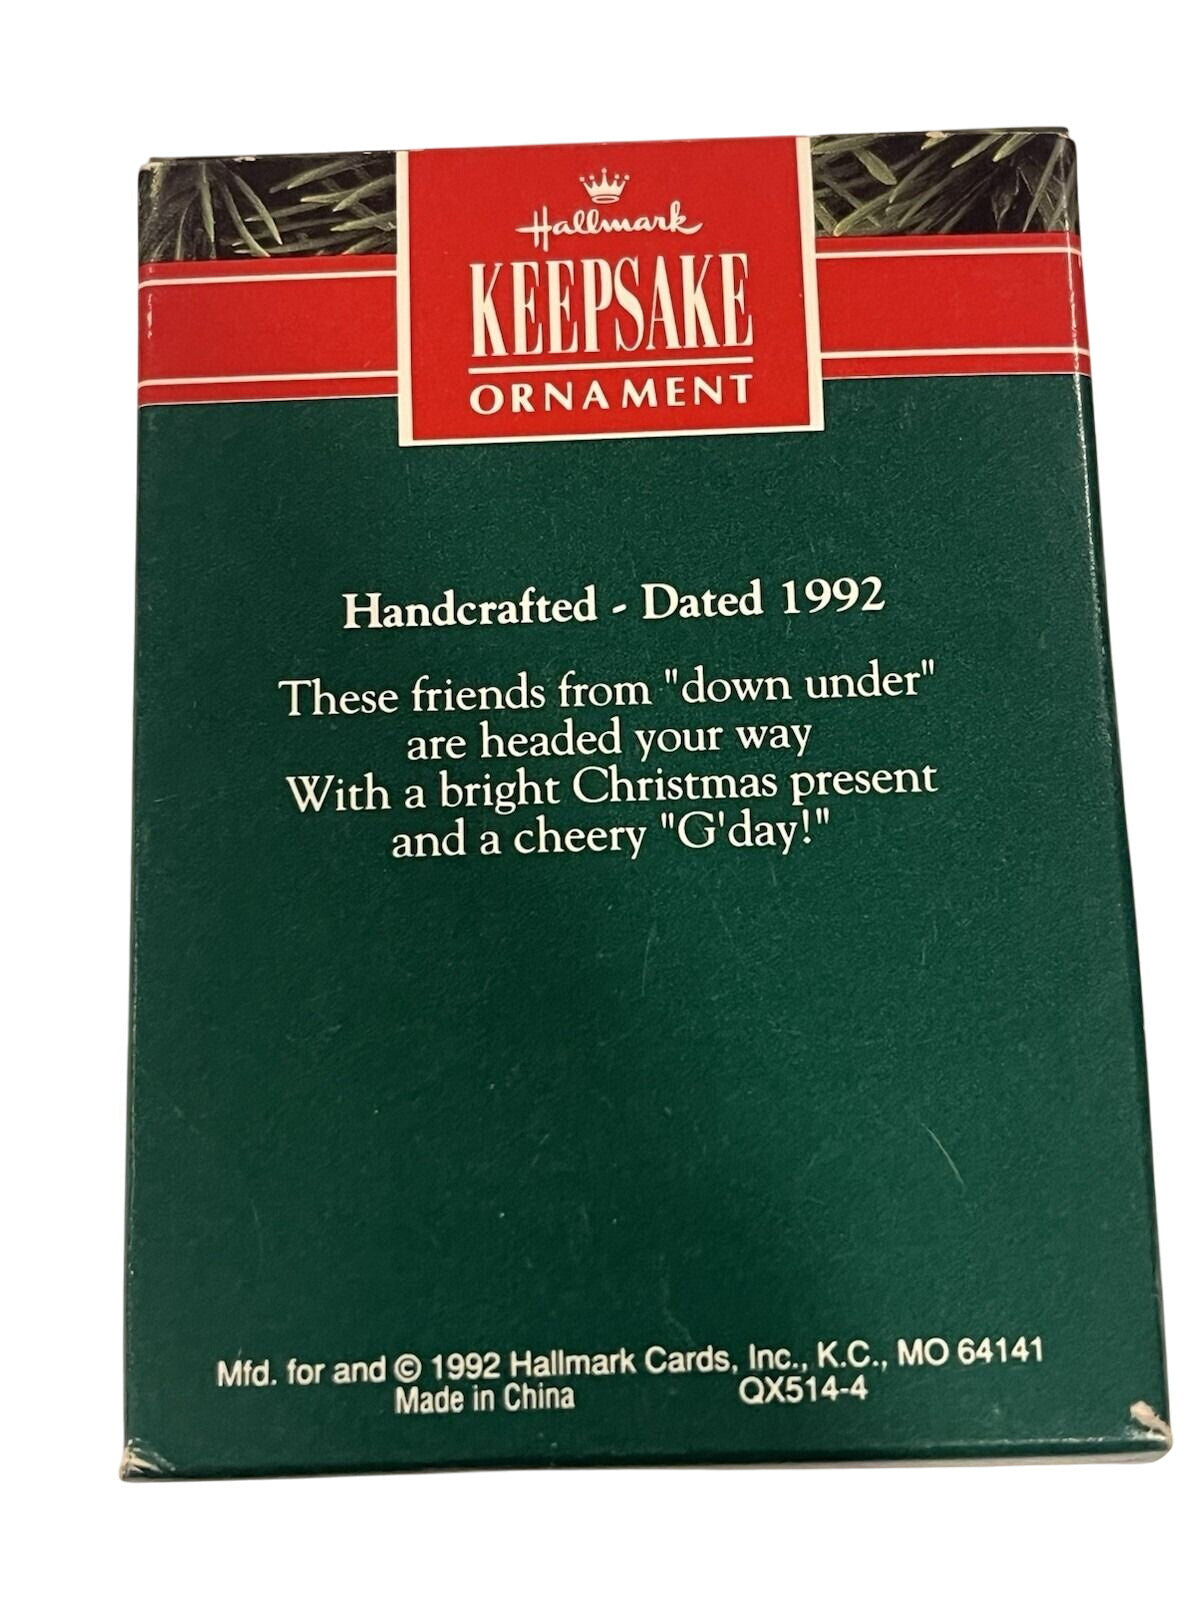 Hallmark
KEEPSAKE
ORNAMENT
Handcrafted - Dated 1992
These friends from "down under"
are headed your way
With a bright Christmas present
and a cheery "G'day!"
Mfd. for and © 1992 Hallmark Cards, Inc., K.C., MO 64141
Made in China QX514-4